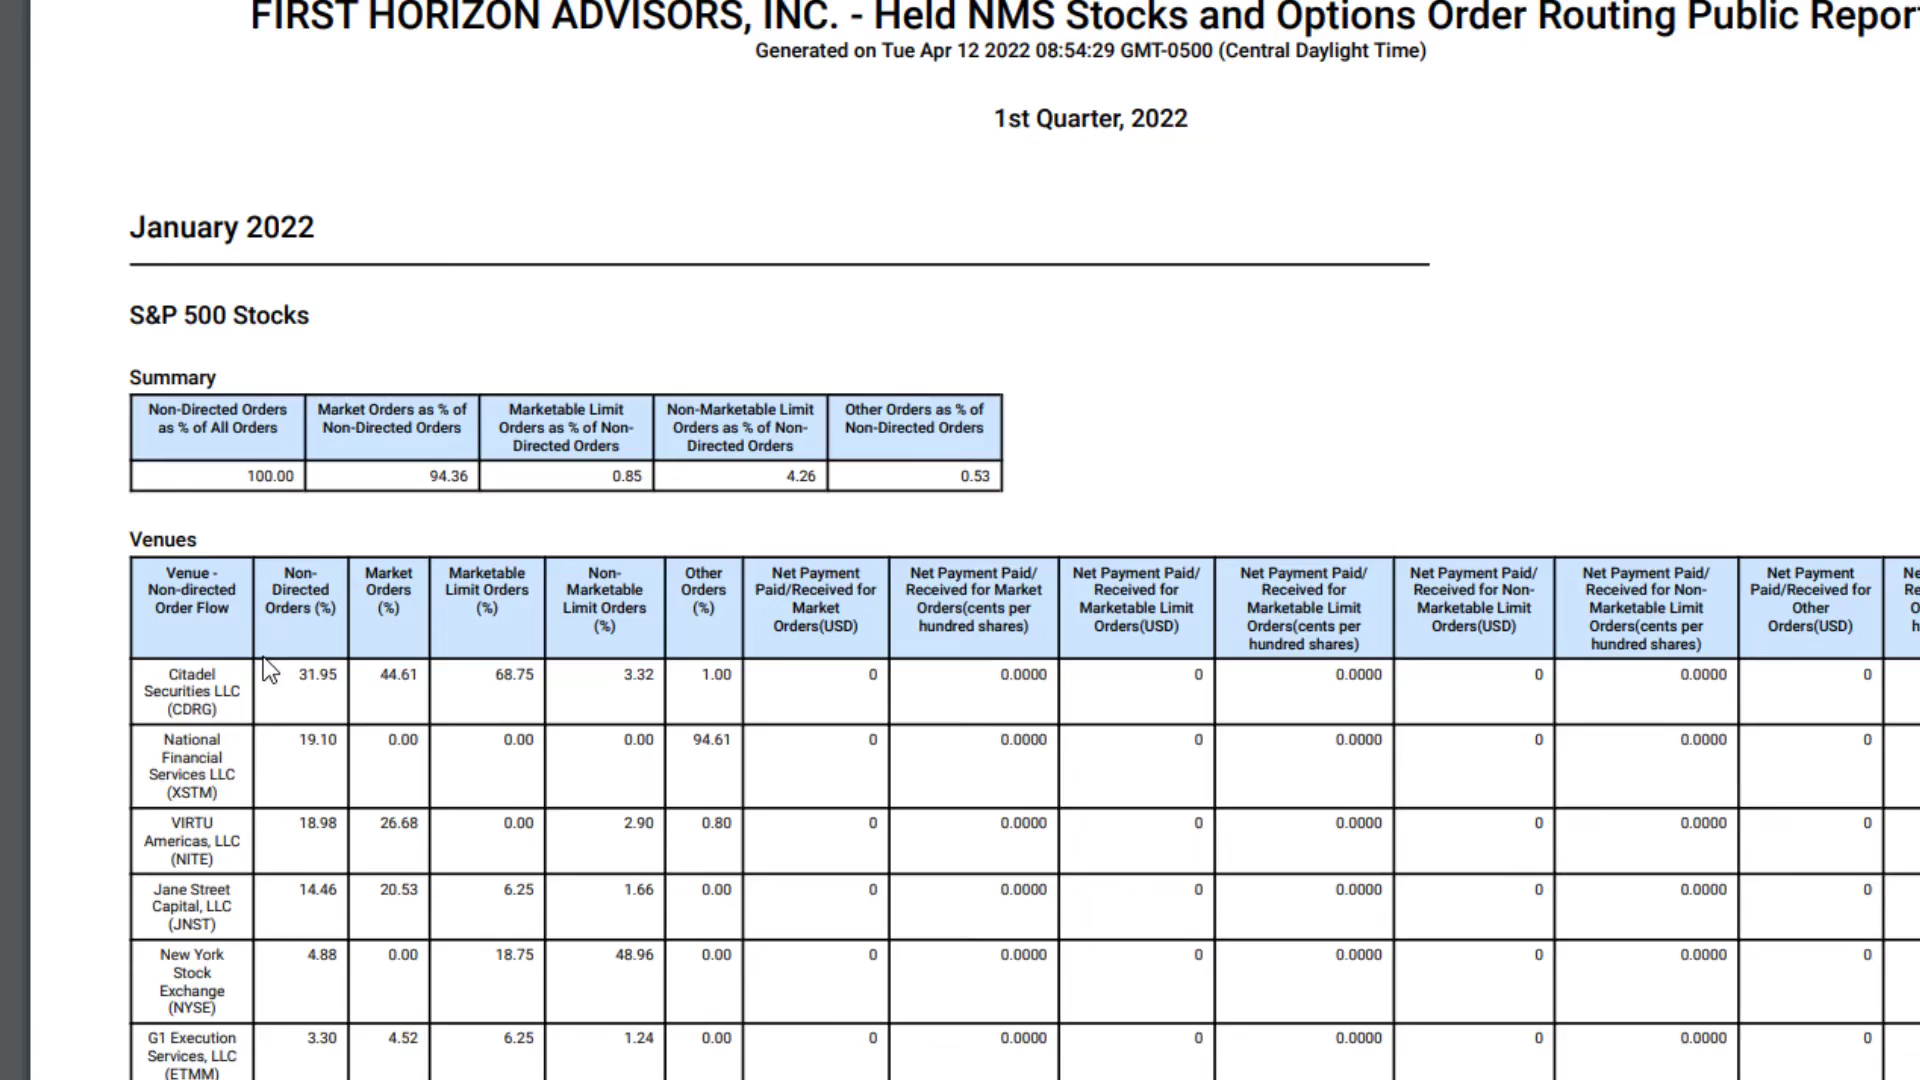 FIRST HORIZON ADVISORS, INC. - Held NMS Stocks and Options Order Routing Public Repor
Generated on Tue Apr 12 2022 08:54:29 GMT-0500 (Central Daylight Time)
1st Quarter, 2022
January 2022
S&P 500 Stocks
Summary
Non-Directed Orders as % of All Orders | Market Orders as % of Non-Directed Orders | Marketable Limit Orders as % of Non-Directed Orders | Non-Marketable Limit Orders as % of Non-Directed Orders | Other Orders as % of Non-Directed Orders
100.00 | 94.36 | 0.85 | 4.26 | 0.53
Venues
Venue - Non-directed Order Flow | Non-Directed Orders (%) | Market Orders (%) | Marketable Limit Orders (%) | Non-Marketable Limit Orders (%) | Other Orders (%) | Net Payment Paid/Received for Market Orders(USD) | Net Payment Paid/Received for Market Orders(cents per hundred shares) | Net Payment Paid/Received for Marketable Limit Orders(USD) | Net Payment Paid/Received for Marketable Limit Orders(cents per hundred shares) | Net Payment Paid/Received for Non-Marketable Limit Orders(USD) | Net Payment Paid/Received for Non-Marketable Limit Orders(cents per hundred shares) | Net Payment Paid/Received for Other Orders(USD)
Citadel Securities LLC (CDRG) | 31.95 | 44.61 | 68.75 | 3.32 | 1.00 | 0 | 0.0000 | 0 | 0.0000 | 0 | 0.0000 | 0
National Financial Services LLC (XSTM) | 19.10 | 0.00 | 0.00 | 0.00 | 94.61 | 0 | 0.0000 | 0 | 0.0000 | 0 | 0.0000 | 0
VIRTU Americas, LLC (NITE) | 18.98 | 26.68 | 0.00 | 2.90 | 0.80 | 0 | 0.0000 | 0 | 0.0000 | 0 | 0.0000 | 0
Jane Street Capital, LLC (JNST) | 14.46 | 20.53 | 6.25 | 1.66 | 0.00 | 0 | 0.0000 | 0 | 0.0000 | 0 | 0.0000 | 0
New York Stock Exchange (NYSE) | 4.88 | 0.00 | 18.75 | 48.96 | 0.00 | 0 | 0.0000 | 0 | 0.0000 | 0 | 0.0000 | 0
G1 Execution Services, LLC (ETMM) | 3.30 | 4.52 | 6.25 | 1.24 | 0.00 | 0 | 0.0000 | 0 | 0.0000 | 0 | 0.0000 | 0